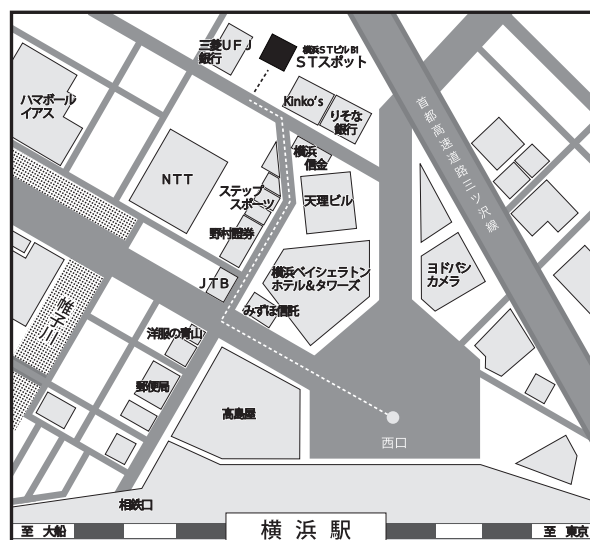 三菱UFJ
銀行
横浜STビルB1
STスポット
ハマボール
イアス
Kinko's
りそな
銀行
首都高速道路三ツ沢線
横浜
信金
NTT
ステップ
スポーツ
天理ビル
野村證券
横浜ベイシェラトン
ホテル&タワーズ
ヨドバシ
カメラ
JTB
みずほ信託
帷子川
洋服の青山
郵便局
高島屋
西口
相鉄口
至 大船
横浜駅
至 東京